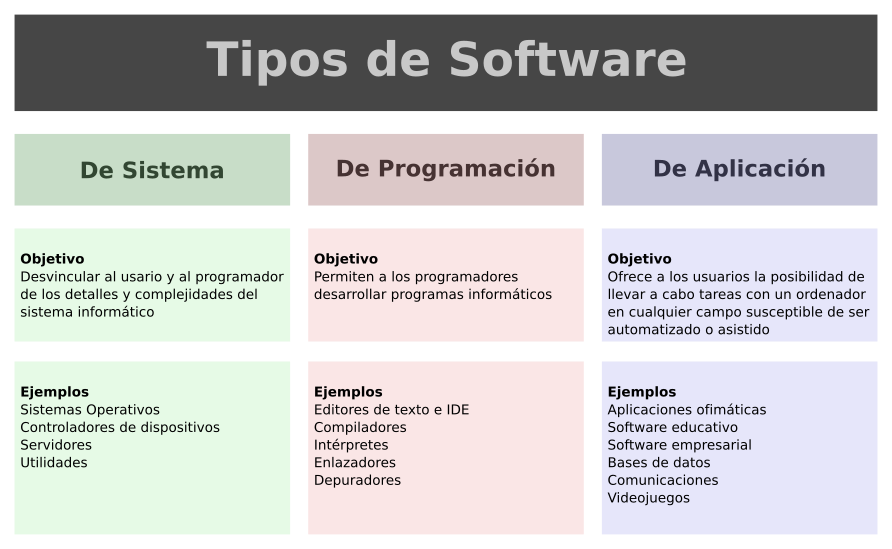 Tipos de Software
De Sistema
Objetivo
Desvincular al usario y al programador
de los detalles y complejidades del
sistema informático
Ejemplos
Sistemas Operativos
Controladores de dispositivos
Servidores
Utilidades
De Programación
Objetivo
Permiten a los programadores
desarrollar programas informáticos
Ejemplos
Editores de texto e IDE
Compiladores
Intérpretes
Enlazadores
Depuradores
De Aplicación
Objetivo
Ofrece a los usuarios la posibilidad de
llevar a cabo tareas con un ordenador
en cualquier campo susceptible de ser
automatizado o asistido
Ejemplos
Aplicaciones ofimáticas
Software educativo
Software empresarial
Bases de datos
Comunicaciones
Videojuegos